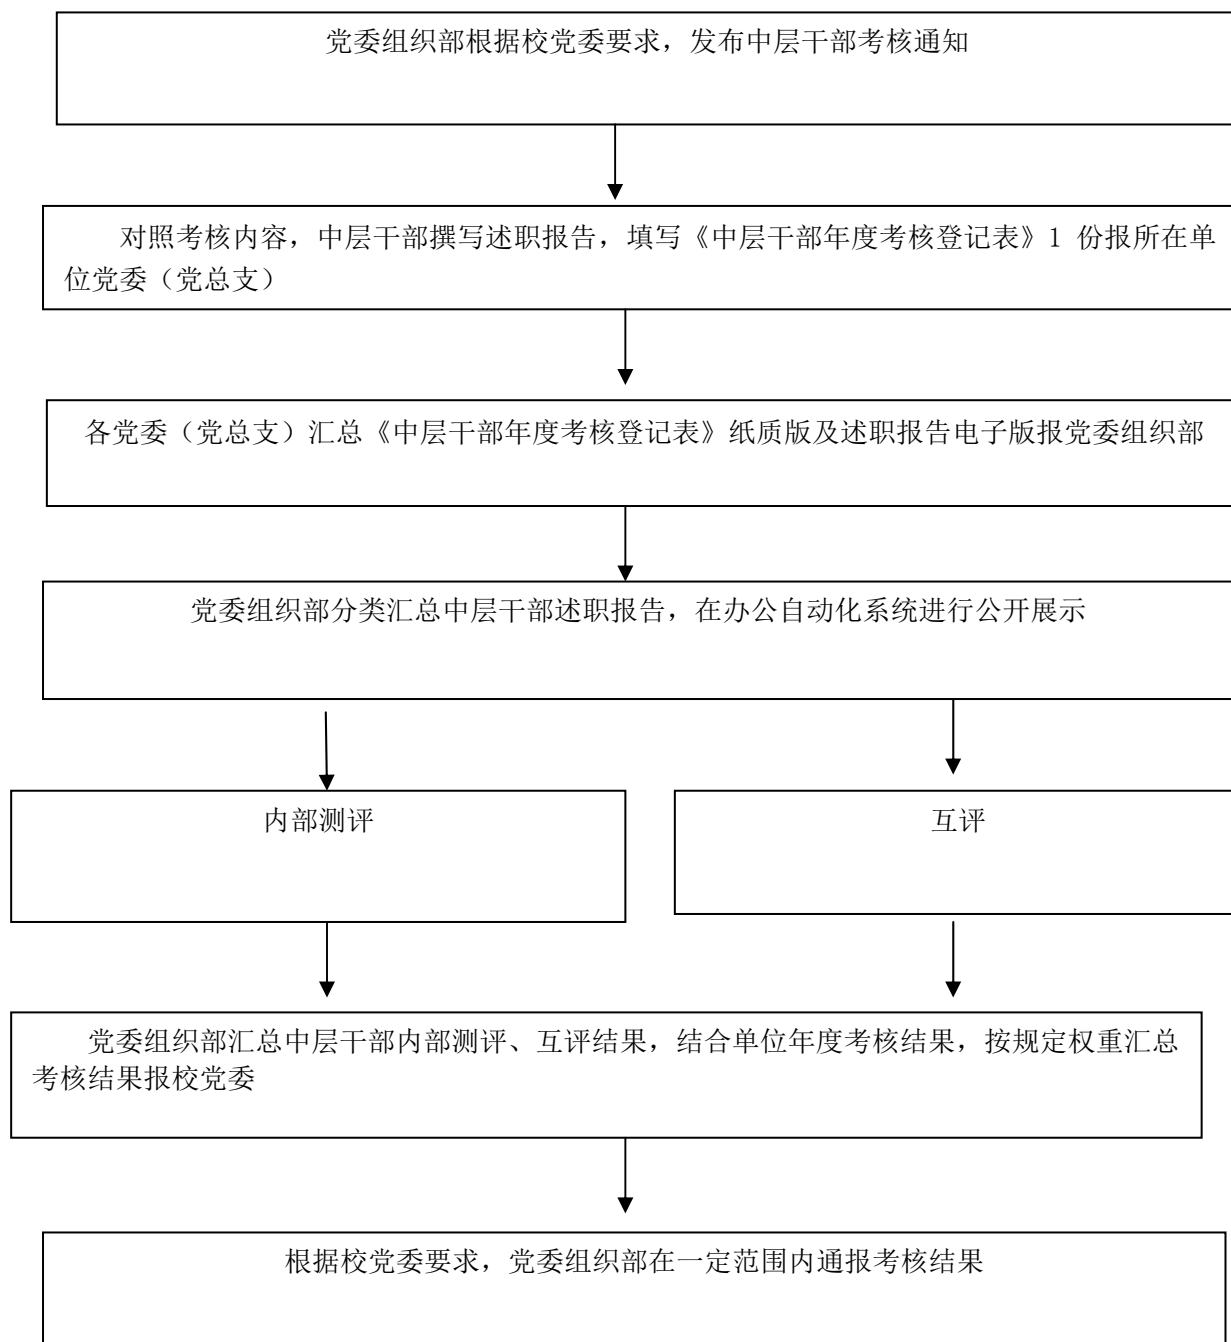 党委组织部根据校党委要求，发布中层干部考核通知
对照考核内容，中层干部撰写述职报告，填写《中层干部年度考核登记表》1 份报所在单
位党委（党总支）
各党委（党总支）汇总《中层干部年度考核登记表》纸质版及述职报告电子版报党委组织部
党委组织部分类汇总中层干部述职报告，在办公自动化系统进行公开展示
内部测评
互评
党委组织部汇总中层干部内部测评、互评结果，结合单位年度考核结果，按规定权重汇总
考核结果报校党委
根据校党委要求，党委组织部在一定范围内通报考核结果